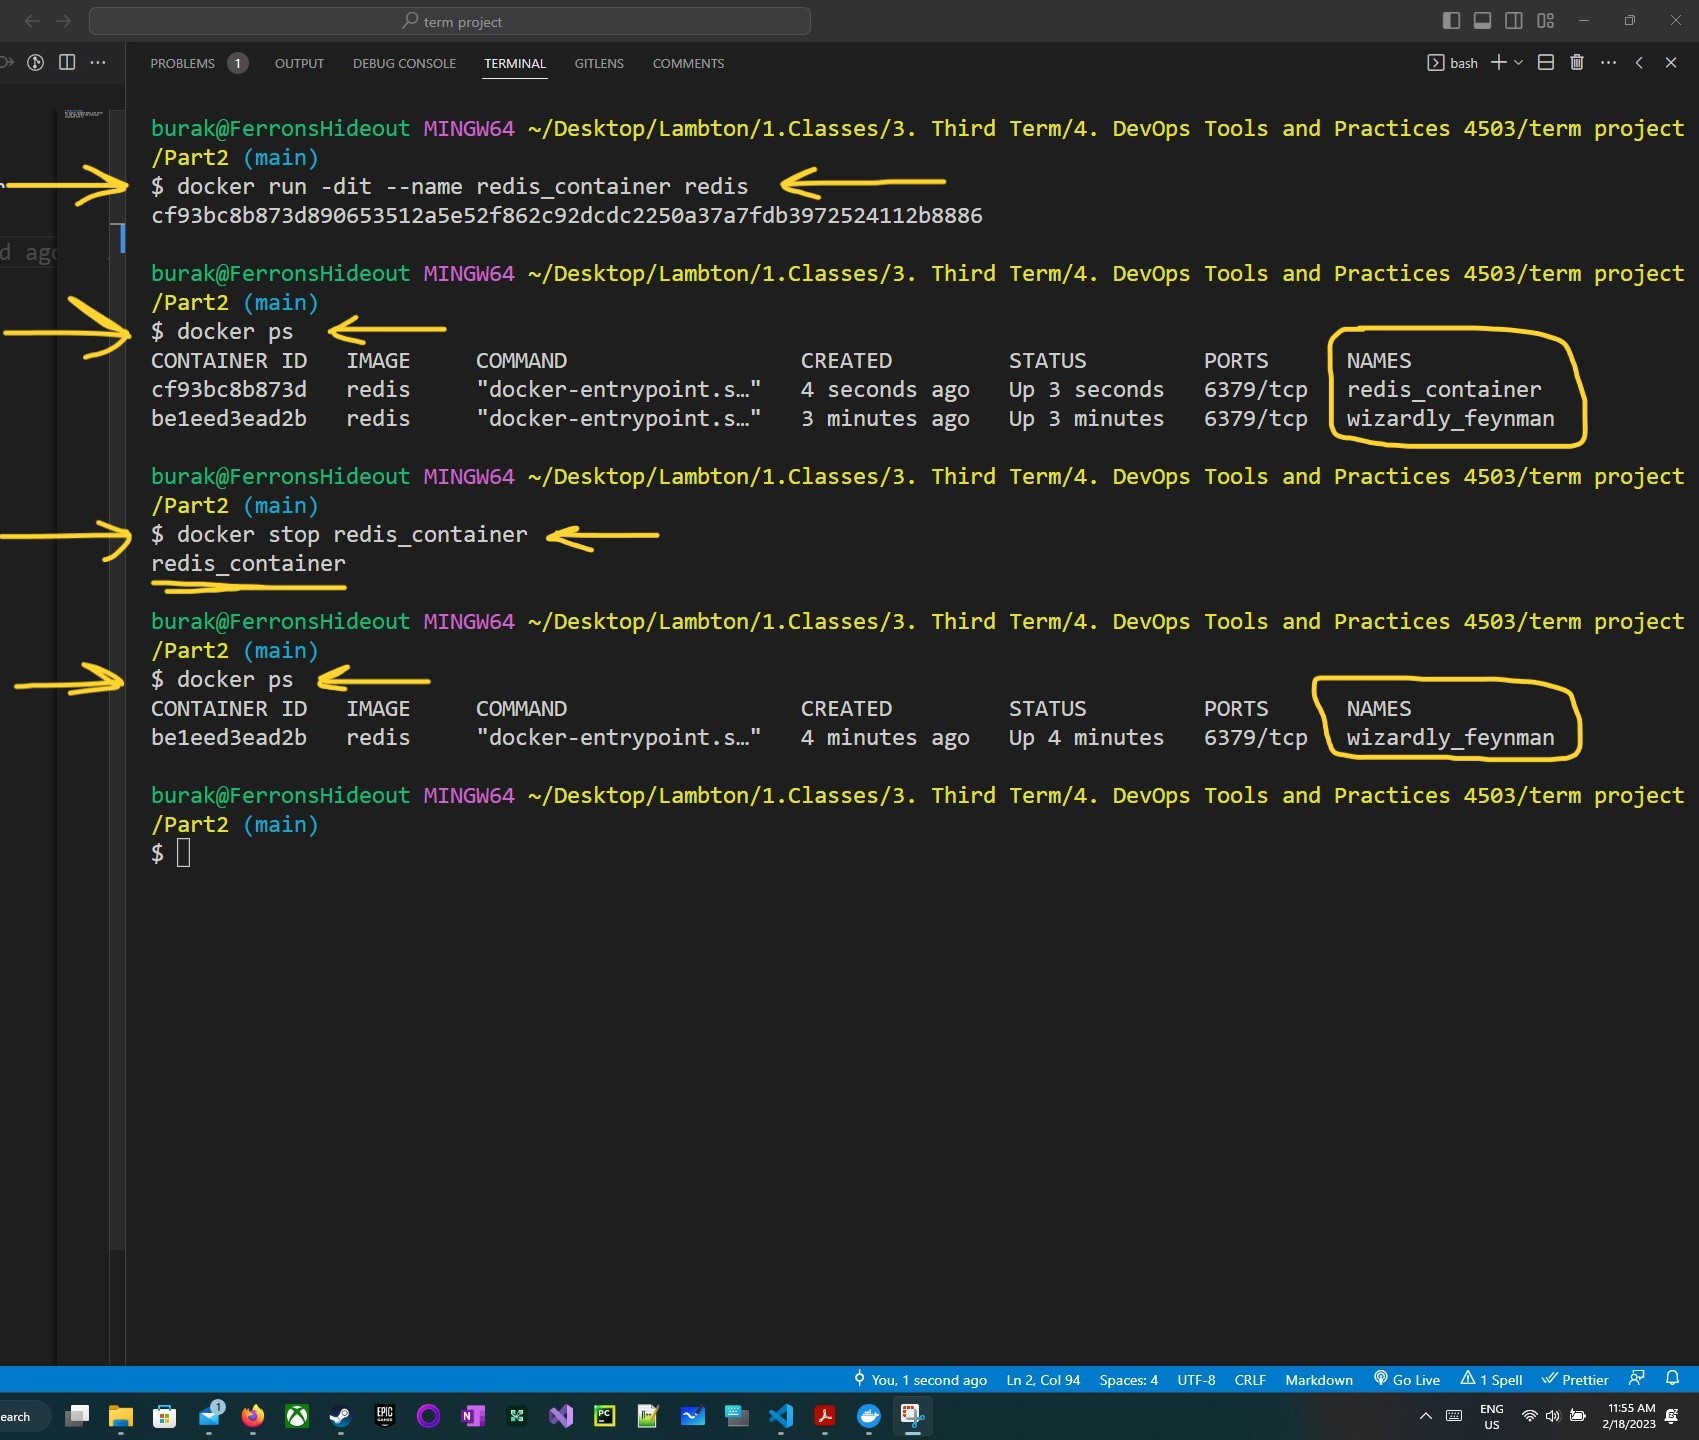 term project
PROBLEMS 1 OUTPUT DEBUG CONSOLE TERMINAL GITLENS COMMENTS bash
burak@FerronsHideout MINGW64 ~/Desktop/Lambton/1.Classes/3. Third Term/4. DevOps Tools and Practices 4503/term project
/Part2 (main)
$ docker run -dit --name redis_container redis
cf93bc8b873d890653512a5e52f862c92dcdc2250a37a7fdb3972524112b8886
d ago
burak@FerronsHideout MINGW64 ~/Desktop/Lambton/1.Classes/3. Third Term/4. DevOps Tools and Practices 4503/term project
/Part2 (main)
$ docker ps
CONTAINER ID IMAGE COMMAND CREATED STATUS PORTS NAMES
cf93bc8b873d redis "docker-entrypoint.s…" 4 seconds ago Up 3 seconds 6379/tcp redis_container
be1eed3ead2b redis "docker-entrypoint.s…" 3 minutes ago Up 3 minutes 6379/tcp wizardly_feynman
burak@FerronsHideout MINGW64 ~/Desktop/Lambton/1.Classes/3. Third Term/4. DevOps Tools and Practices 4503/term project
/Part2 (main)
$ docker stop redis_container
redis_container
burak@FerronsHideout MINGW64 ~/Desktop/Lambton/1.Classes/3. Third Term/4. DevOps Tools and Practices 4503/term project
/Part2 (main)
$ docker ps
CONTAINER ID IMAGE COMMAND CREATED STATUS PORTS NAMES
be1eed3ead2b redis "docker-entrypoint.s…" 4 minutes ago Up 4 minutes 6379/tcp wizardly_feynman
burak@FerronsHideout MINGW64 ~/Desktop/Lambton/1.Classes/3. Third Term/4. DevOps Tools and Practices 4503/term project
/Part2 (main)
$
You, 1 second ago Ln 2, Col 94 Spaces: 4 UTF-8 CRLF Markdown Go Live 1 Spell Prettier
earch 1 EPIC GAMES N PC ENG 11:55 AM
US 2/18/2023